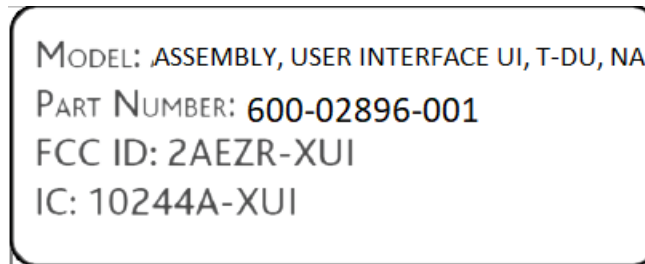 MODEL: ASSEMBLY, USER INTERFACE UI, T-DU, NA
PART NUMBER: 600-02896-001
FCC ID: 2AEZR-XUI
IC: 10244A-XUI